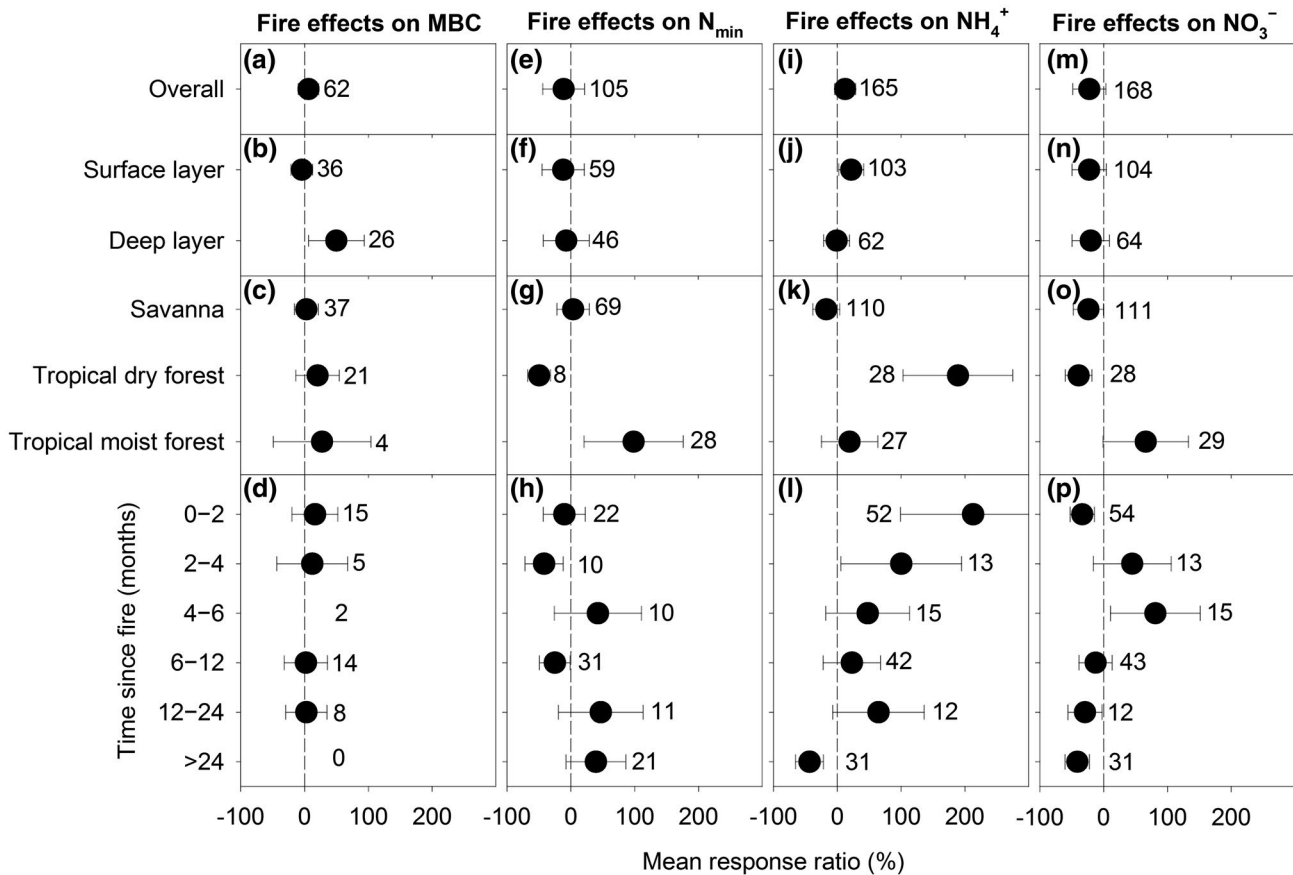 Fire effects on MBC Fire effects on Nmin Fire effects on NH4+ Fire effects on NO3−
(a) (e) (i) (m)
Overall 62 105 165 168
(b) (f) (j) (n)
Surface layer 36 59 103 104
Deep layer 26 46 62 64
(c) (g) (k) (o)
Savanna 37 69 110 111
Tropical dry forest 21 8 28 28
Tropical moist forest 4 28 27 29
(d) (h) (l) (p)
Time since fire (months)
0−2 15 22 52 54
2−4 5 10 13 13
4−6 2 10 15 15
6−12 14 31 42 43
12−24 8 11 12 12
>24 0 21 31 31
-100 0 100 200 -100 0 100 200 -100 0 100 200 -100 0 100 200
Mean response ratio (%)